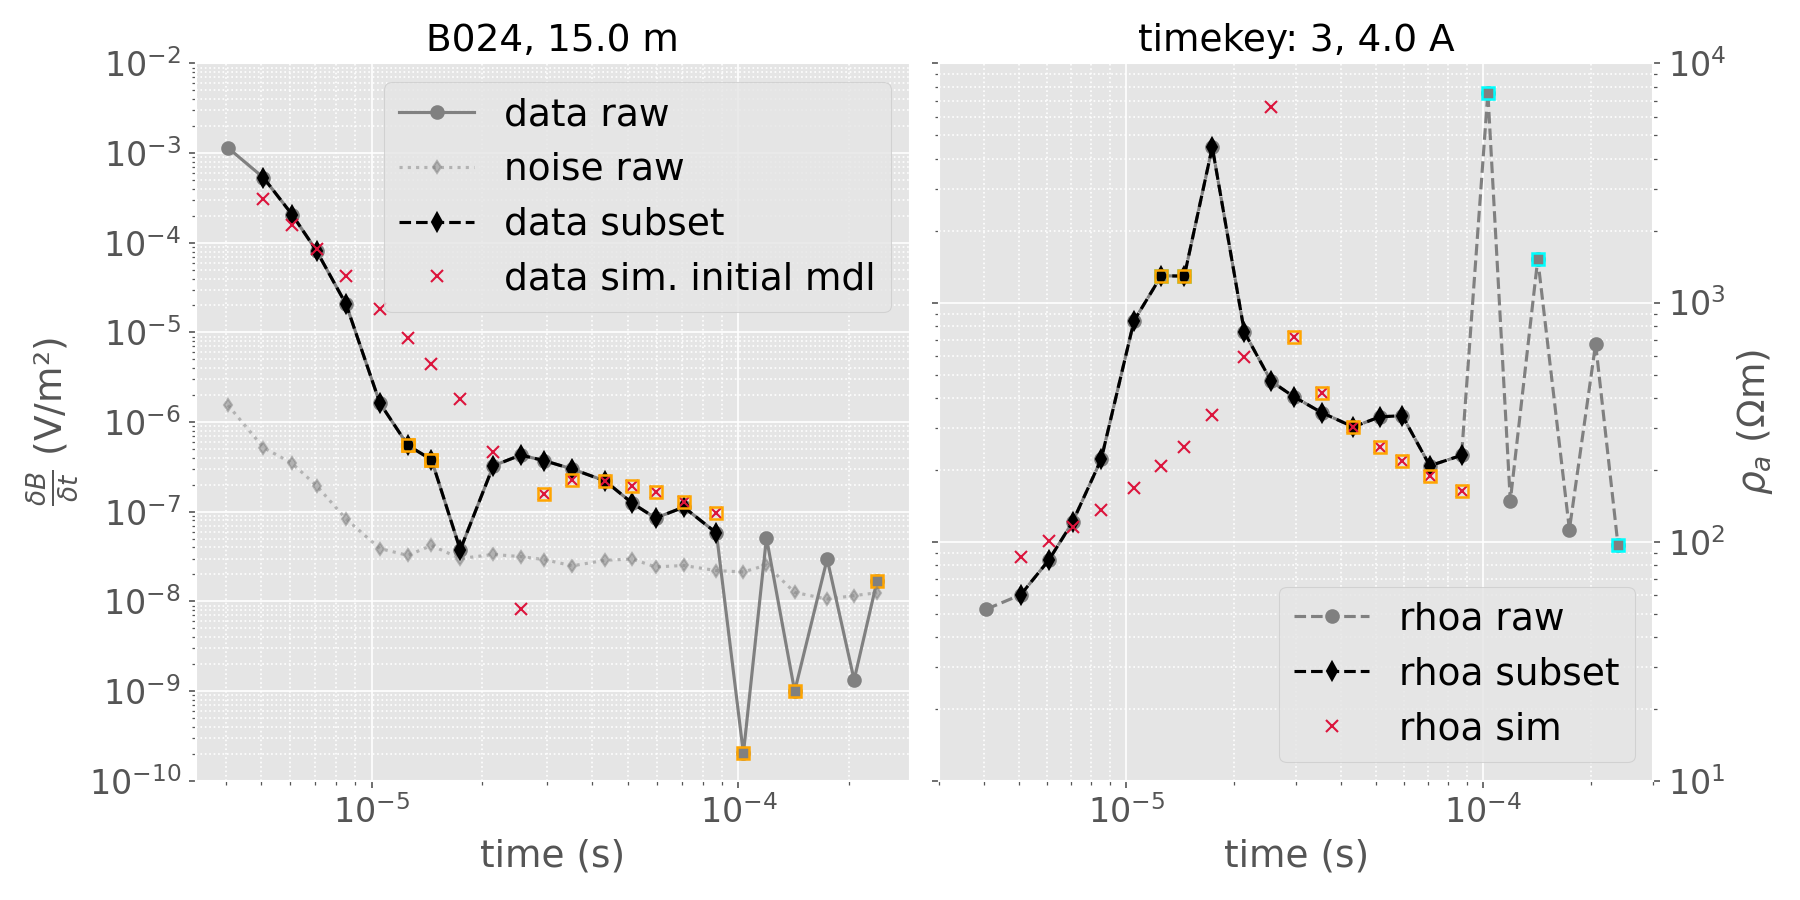 B024, 15.0 m
timekey: 3, 4.0 A
10⁻²
10⁻³
10⁻⁴
10⁻⁵
10⁻⁶
10⁻⁷
10⁻⁸
10⁻⁹
10⁻¹⁰
δB/δt (V/m²)
data raw
noise raw
data subset
data sim. initial mdl
10⁻⁵
10⁻⁴
time (s)
rhoa raw
rhoa subset
rhoa sim
10⁻⁵
10⁻⁴
time (s)
10⁴
10³
10²
10¹
ρₐ (Ωm)